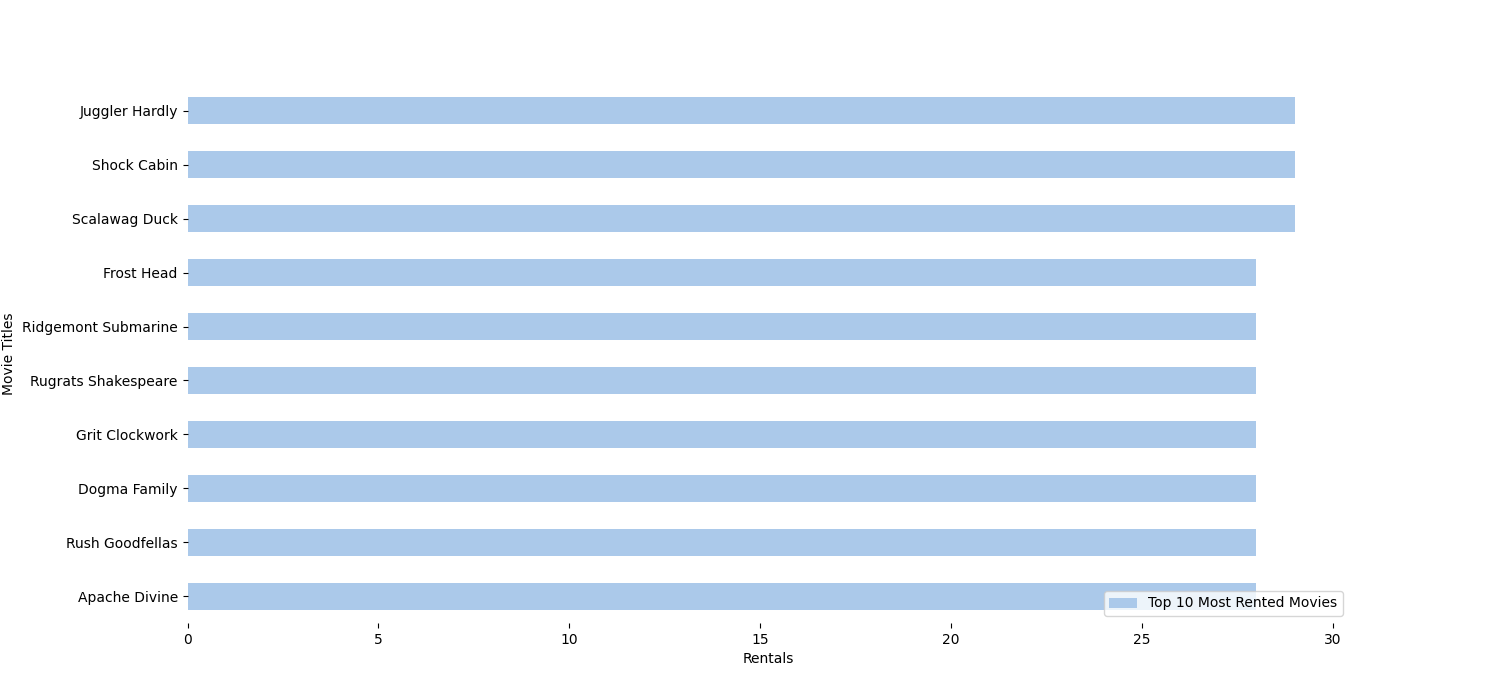 Juggler Hardly
Shock Cabin
Scalawag Duck
Frost Head
Ridgemont Submarine
Rugrats Shakespeare
Grit Clockwork
Dogma Family
Rush Goodfellas
Apache Divine
Movie Titles
Top 10 Most Rented Movies
0 5 10 15 20 25 30
Rentals